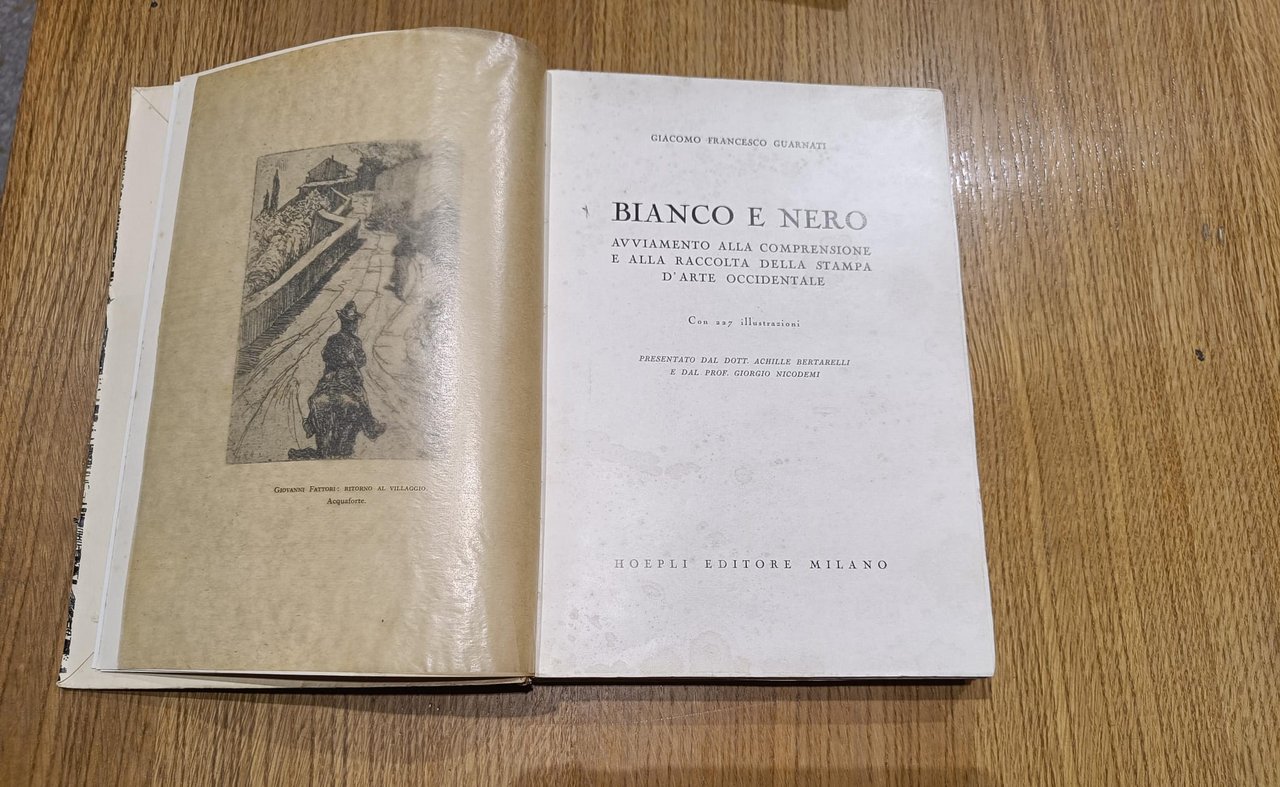 GIOVANNI FATTORI: RITORNO AL VILLAGGIO.
Acquaforte.
GIACOMO FRANCESCO GUARNATI
BIANCO E NERO
AVVIAMENTO ALLA COMPRENSIONE
E ALLA RACCOLTA DELLA STAMPA
D'ARTE OCCIDENTALE
Con 227 illustrazioni
PRESENTATO DAL DOTT. ACHILLE BERTARELLI
E DAL PROF. GIORGIO NICODEMI
HOEPLI EDITORE MILANO